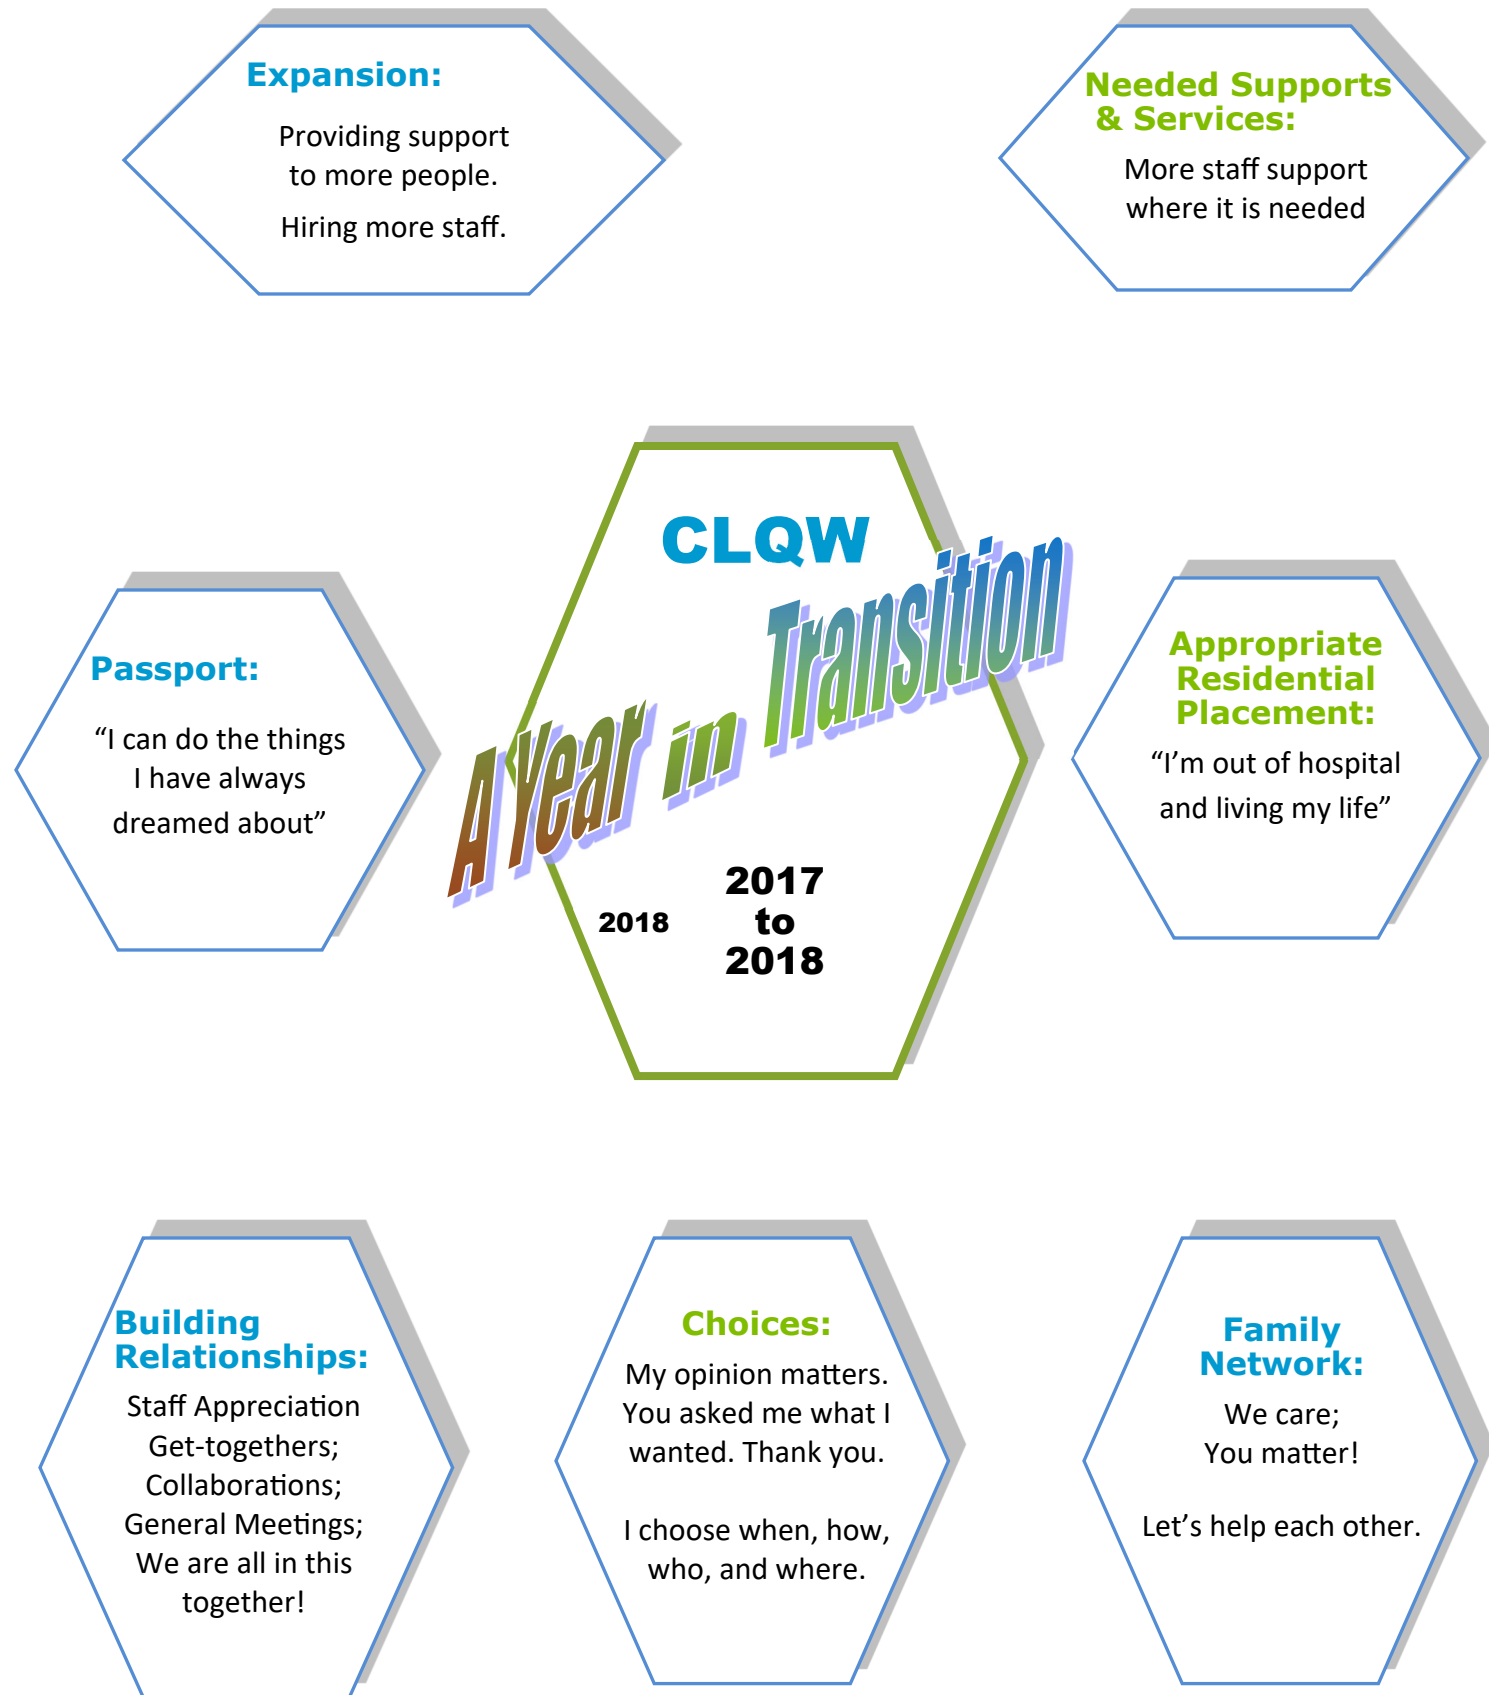 Expansion:
Providing support
to more people.
Hiring more staff.
Needed Supports
& Services:
More staff support
where it is needed
CLQW
A Year in Transition
2017
2018 to
2018
Passport:
“I can do the things
I have always
dreamed about”
Appropriate
Residential
Placement:
“I’m out of hospital
and living my life”
Building
Relationships:
Staff Appreciation
Get-togethers;
Collaborations;
General Meetings;
We are all in this
together!
Choices:
My opinion matters.
You asked me what I
wanted. Thank you.
I choose when, how,
who, and where.
Family
Network:
We care;
You matter!
Let’s help each other.